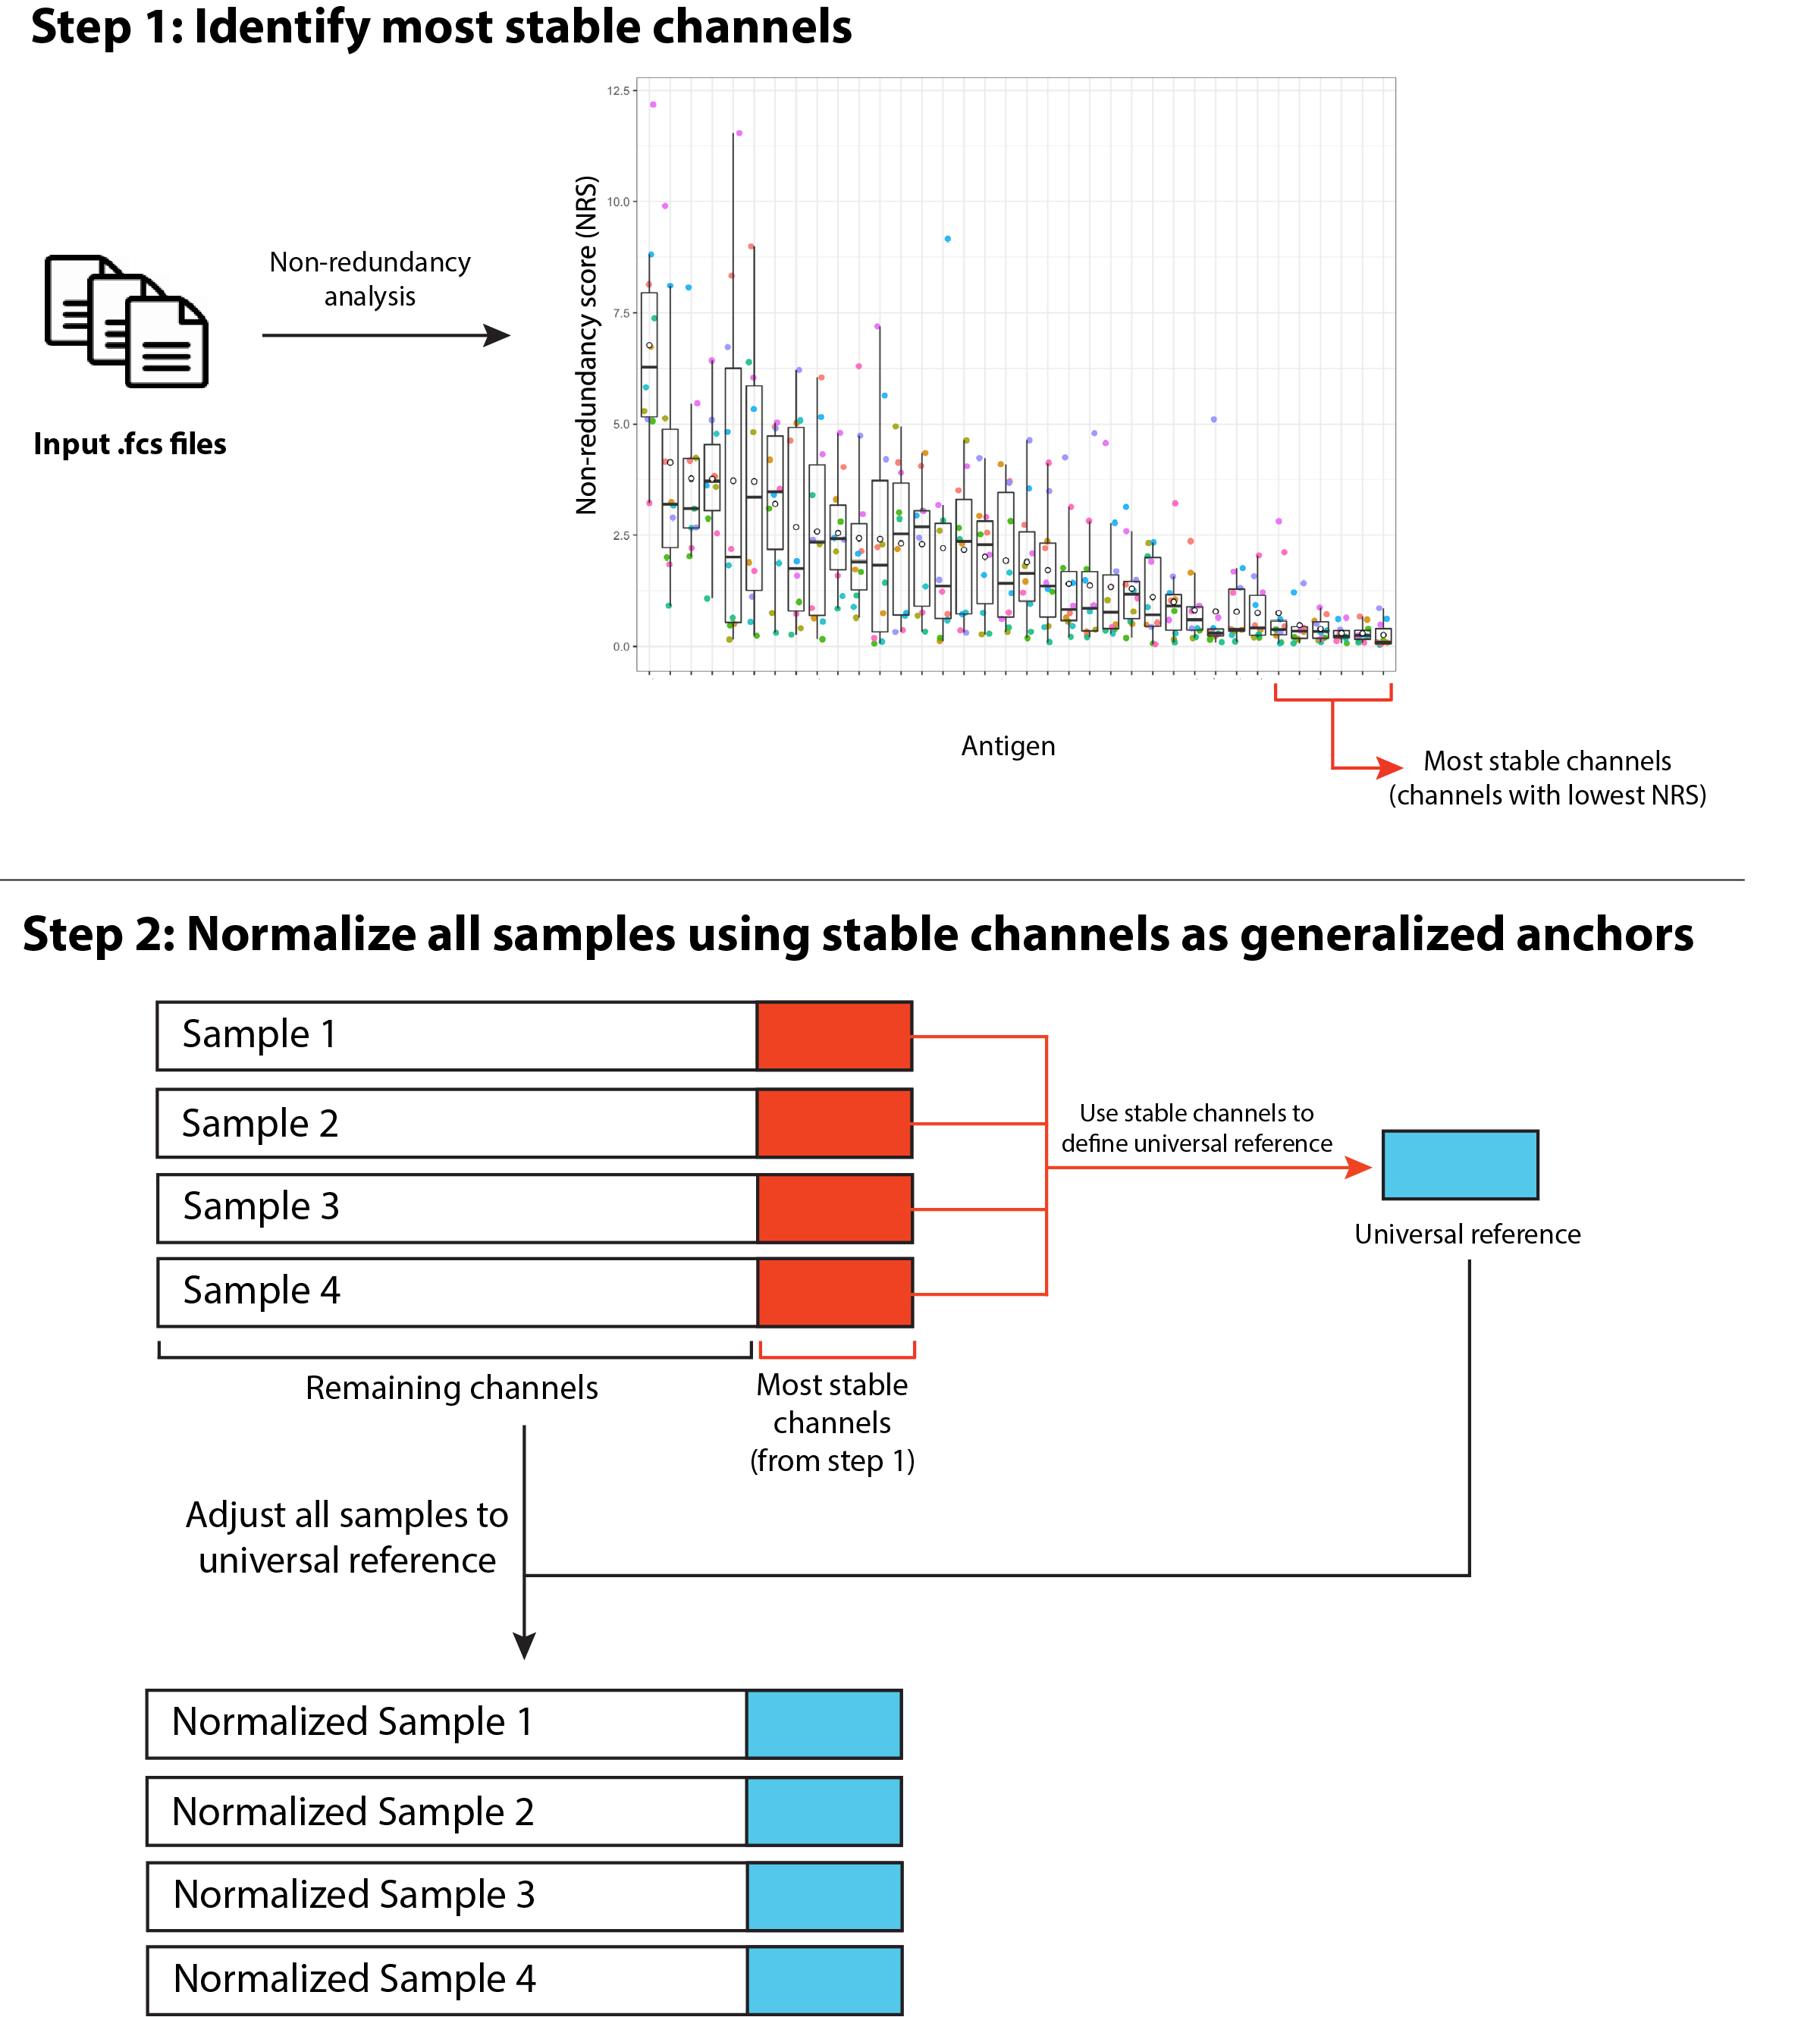 Step 1: Identify most stable channels
Non-redundancy
analysis
Input .fcs files
Non-redundancy score (NRS)
12.5
10.0
7.5
5.0
2.5
0.0
Antigen
Most stable channels
(channels with lowest NRS)
Step 2: Normalize all samples using stable channels as generalized anchors
Sample 1
Sample 2
Sample 3
Sample 4
Use stable channels to
define universal reference
Universal reference
Remaining channels
Most stable
channels
(from step 1)
Adjust all samples to
universal reference
Normalized Sample 1
Normalized Sample 2
Normalized Sample 3
Normalized Sample 4